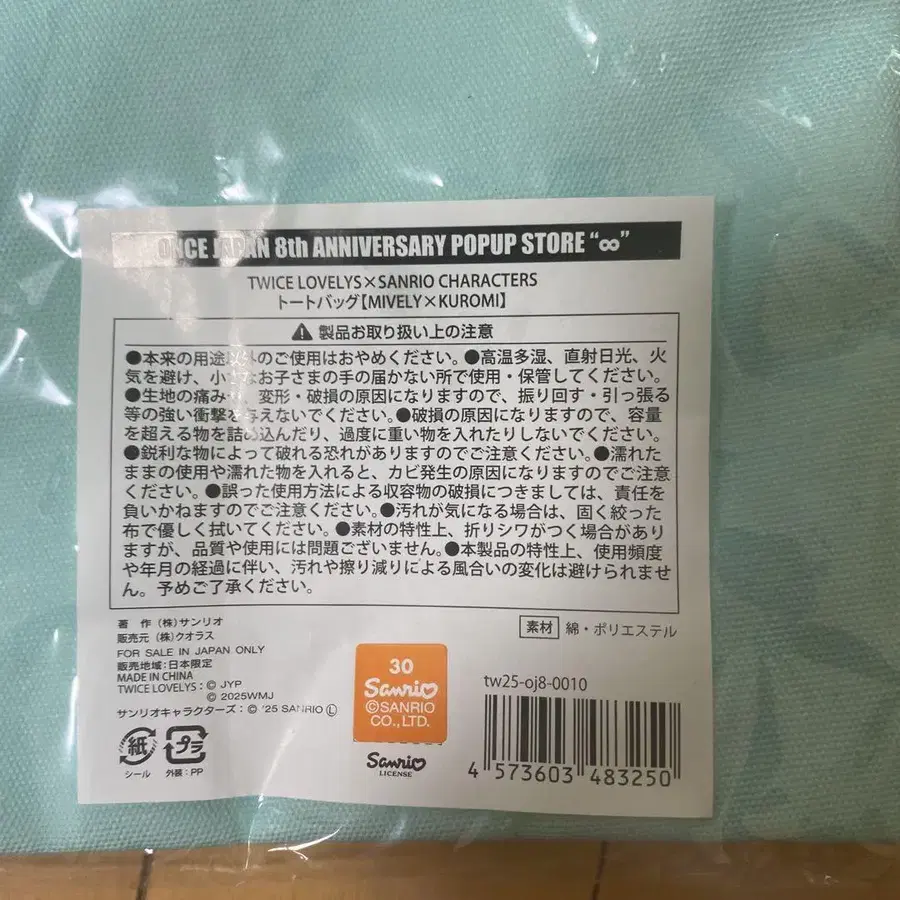 ONCE JAPAN 8th ANNIVERSARY POPUP STORE “∞”
TWICE LOVELYS×SANRIO CHARACTERS
トートバッグ【MIVELY×KUROMI】
製品お取り扱い上の注意
●本来の用途以外のご使用はおやめください。●高温多湿、直射日光、火
気を避け、小さなお子さまの手の届かない所で使用・保管してください。
●生地の痛みや、変形・破損の原因になりますので、振り回す・引っ張る
等の強い衝撃を与えないでください。●破損の原因になりますので、容量
を超える物を詰め込んだり、過度に重い物を入れたりしないでください。
●鋭利な物によって破れる恐れがありますのでご注意ください。●濡れた
ままの使用や濡れた物を入れると、カビ発生の原因になりますのでご注意
ください。●誤った使用方法による収容物の破損につきましては、責任を
負いかねますのでご注意ください。●汚れが気になる場合は、固く絞った
布で優しく拭いてください。●素材の特性上、折りシワがつく場合があり
ますが、品質や使用には問題ございません。●本製品の特性上、使用頻度
や年月の経過に伴い、汚れや擦り減りによる風合いの変化は避けられませ
ん。予めご了承ください。
著 作 (株)サンリオ
販売元 (株)クオラス
FOR SALE IN JAPAN ONLY
販売地域:日本限定
MADE IN CHINA
TWICE LOVELYS:© JYP
© 2025WMJ
サンリオキャラクターズ:© '25 SANRIO Ⓛ
素材 綿・ポリエステル
30
Sanrio
©SANRIO
CO.,LTD.
Sanrio
LICENSE
tw25-oj8-0010
4 573603 483250
紙
シール
プラ
外装:PP